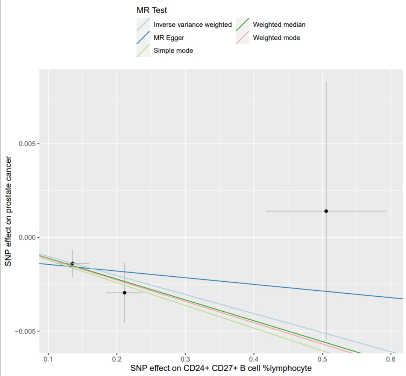 MR Test
Inverse variance weighted
Weighted median
MR Egger
Weighted mode
Simple mode
SNP effect on prostate cancer
0.005
0.000
−0.005
0.1
0.2
0.3
0.4
0.5
0.6
SNP effect on CD24+ CD27+ B cell %lymphocyte